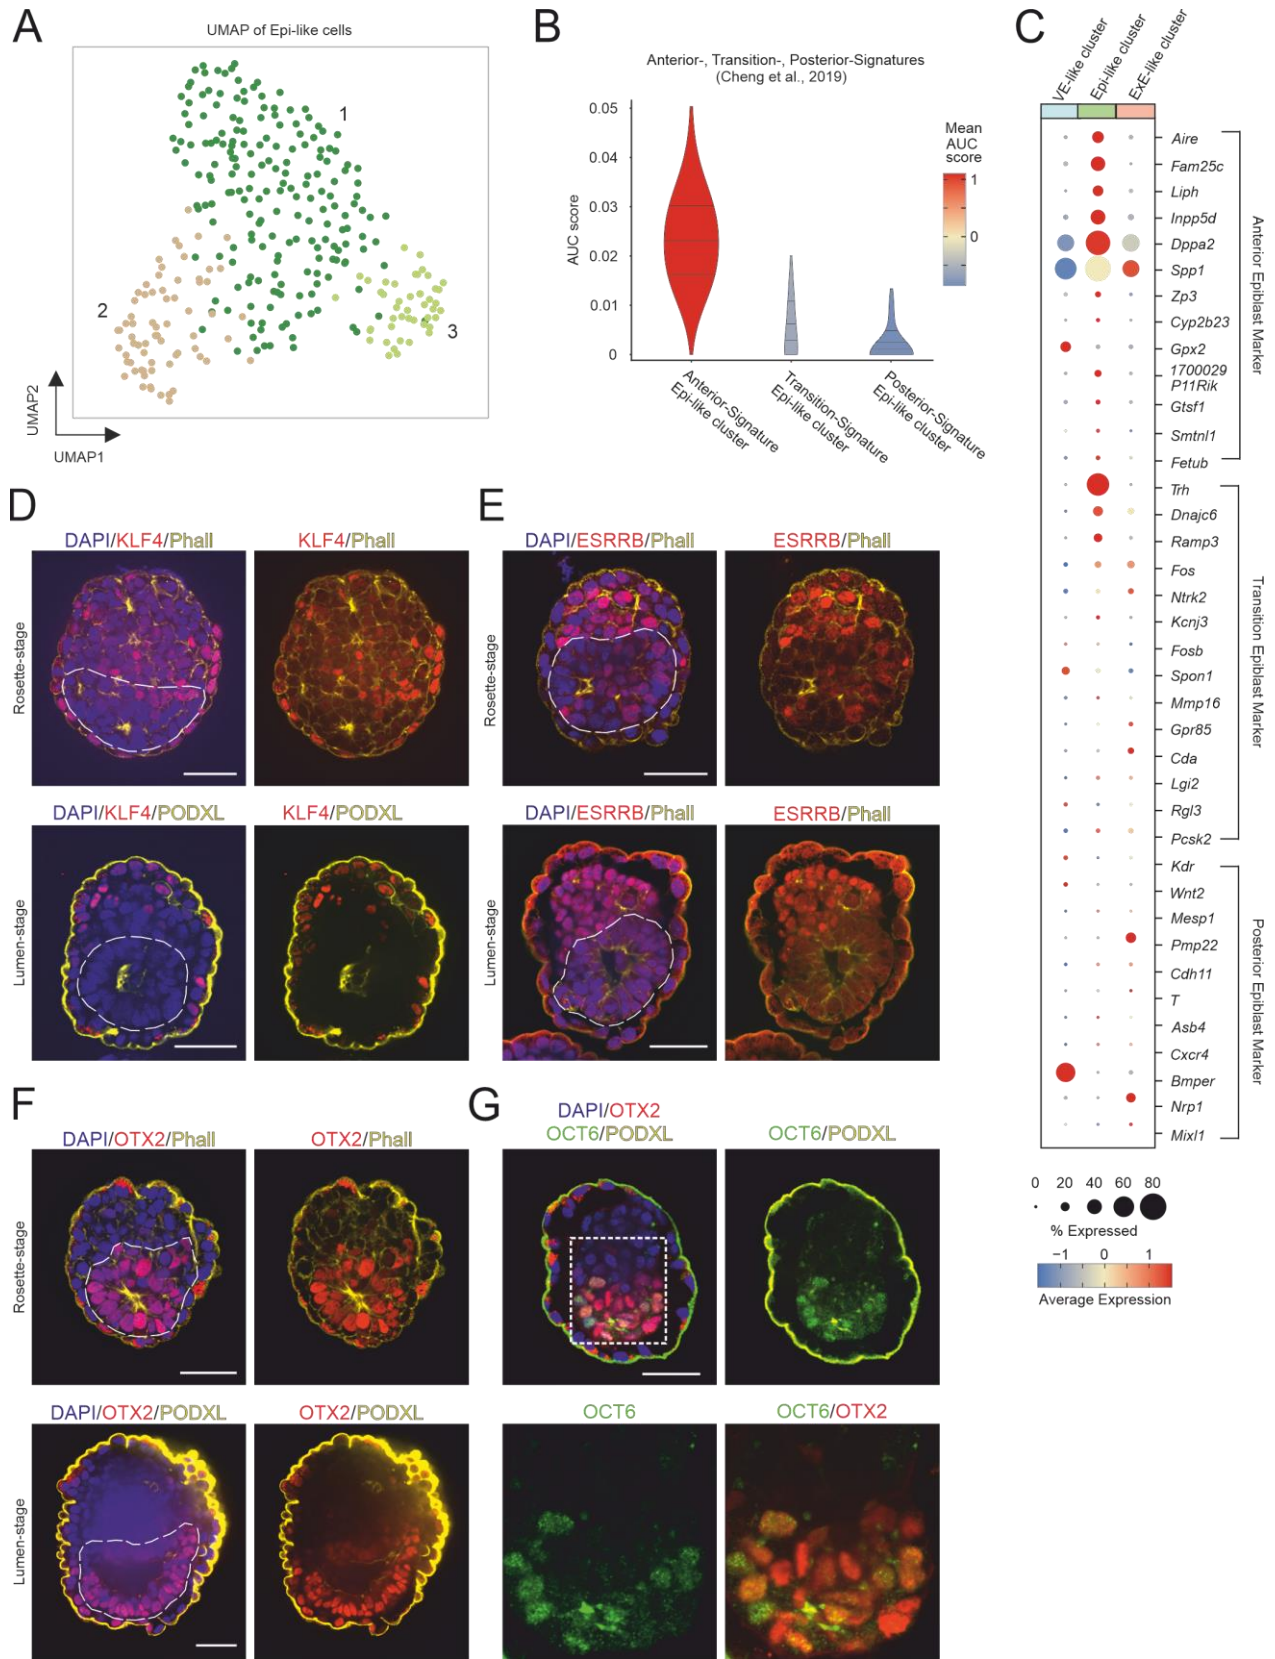 A
UMAP of Epi-like cells
1
2
3
UMAP2
UMAP1
B
Anterior-, Transition-, Posterior-Signatures
(Cheng et al., 2019)
AUC score
0.05
0.04
0.03
0.02
0.01
0
Mean
AUC
score
1
0
Anterior-Signature
Epi-like cluster
Transition-Signature
Epi-like cluster
Posterior-Signature
Epi-like cluster
C
VE-like cluster
Epi-like cluster
ExE-like cluster
Aire
Fam25c
Liph
Inpp5d
Dppa2
Spp1
Zp3
Cyp2b23
Gpx2
1700029
P11Rik
Gtsf1
Smtnl1
Fetub
Trh
Dnajc6
Ramp3
Fos
Ntrk2
Kcnj3
Fosb
Spon1
Mmp16
Gpr85
Cda
Lgi2
Rgl3
Pcsk2
Kdr
Wnt2
Mesp1
Pmp22
Cdh11
T
Asb4
Cxcr4
Bmper
Nrp1
Mixl1
Anterior Epiblast Marker
Transition Epiblast Marker
Posterior Epiblast Marker
0 20 40 60 80
% Expressed
−1 0 1
Average Expression
D
DAPI/KLF4/Phall
KLF4/Phall
Rosette-stage
DAPI/KLF4/PODXL
KLF4/PODXL
Lumen-stage
E
DAPI/ESRRB/Phall
ESRRB/Phall
Rosette-stage
DAPI/ESRRB/Phall
ESRRB/Phall
Lumen-stage
F
DAPI/OTX2/Phall
OTX2/Phall
Rosette-stage
DAPI/OTX2/PODXL
OTX2/PODXL
Lumen-stage
G
DAPI/OTX2
OCT6/PODXL
OCT6/PODXL
OCT6
OCT6/OTX2